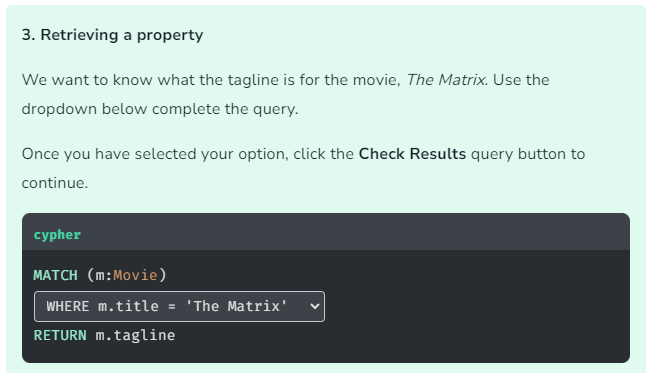 3. Retrieving a property
We want to know what the tagline is for the movie, The Matrix. Use the
dropdown below complete the query.
Once you have selected your option, click the Check Results query button to
continue.
cypher
MATCH (m:Movie)
WHERE m.title = 'The Matrix'
RETURN m.tagline